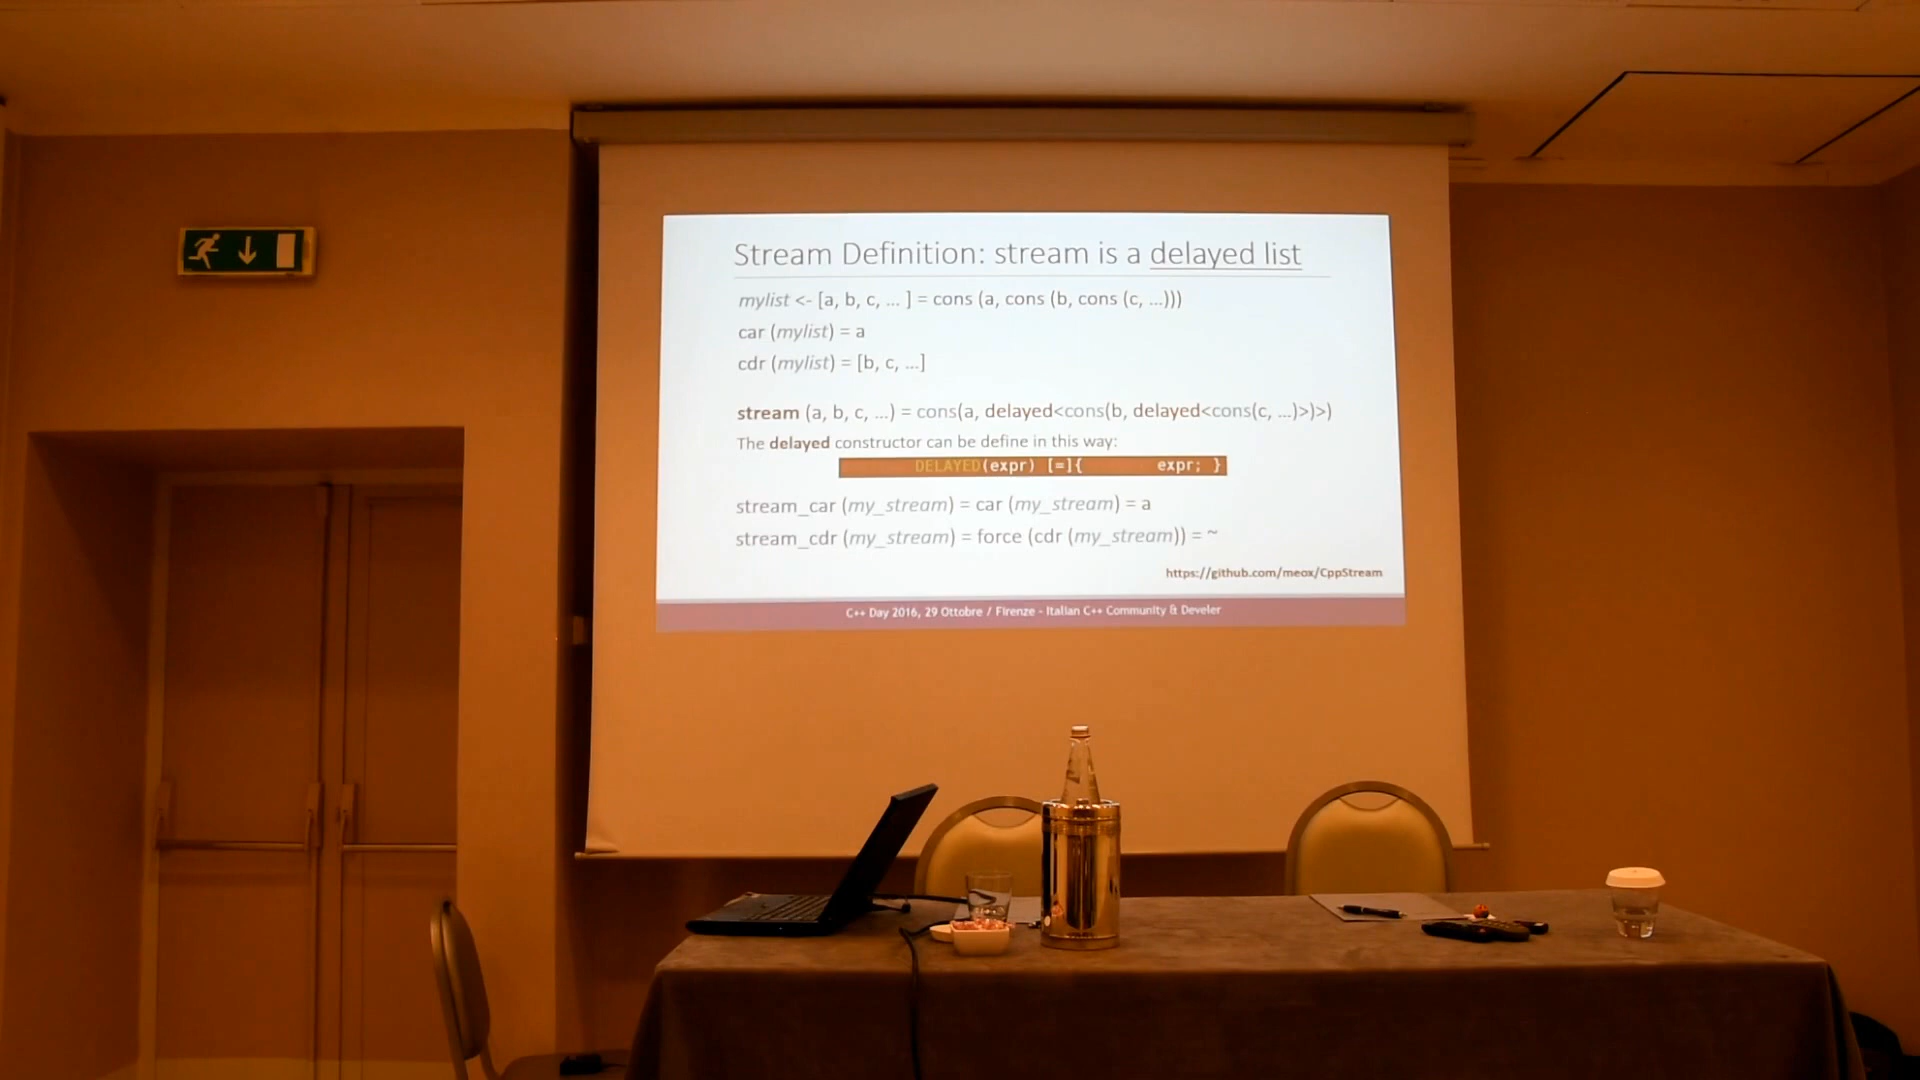 Stream Definition: stream is a delayed list
mylist <- [a, b, c, ... ] = cons (a, cons (b, cons (c, ...)))
car (mylist) = a
cdr (mylist) = [b, c, ...]
stream (a, b, c, ...) = cons(a, delayed<cons(b, delayed<cons(c, ...)>)>)
The delayed constructor can be define in this way:
DELAYED(expr) [=]{ expr; }
stream_car (my_stream) = car (my_stream) = a
stream_cdr (my_stream) = force (cdr (my_stream)) = ~
https://github.com/meox/CppStream
C++ Day 2016, 29 Ottobre / Firenze - Italian C++ Community & Develer